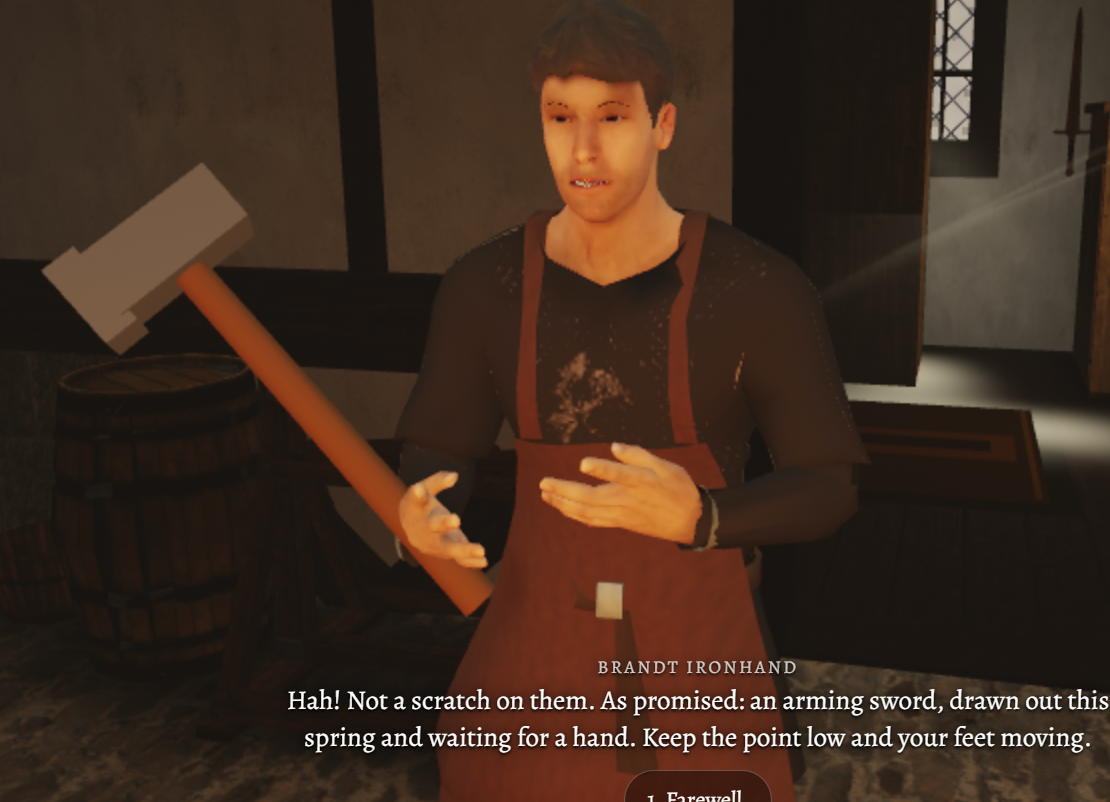 BRANDT IRONHAND
Hah! Not a scratch on them. As promised: an arming sword, drawn out this
spring and waiting for a hand. Keep the point low and your feet moving.
1. Farewell